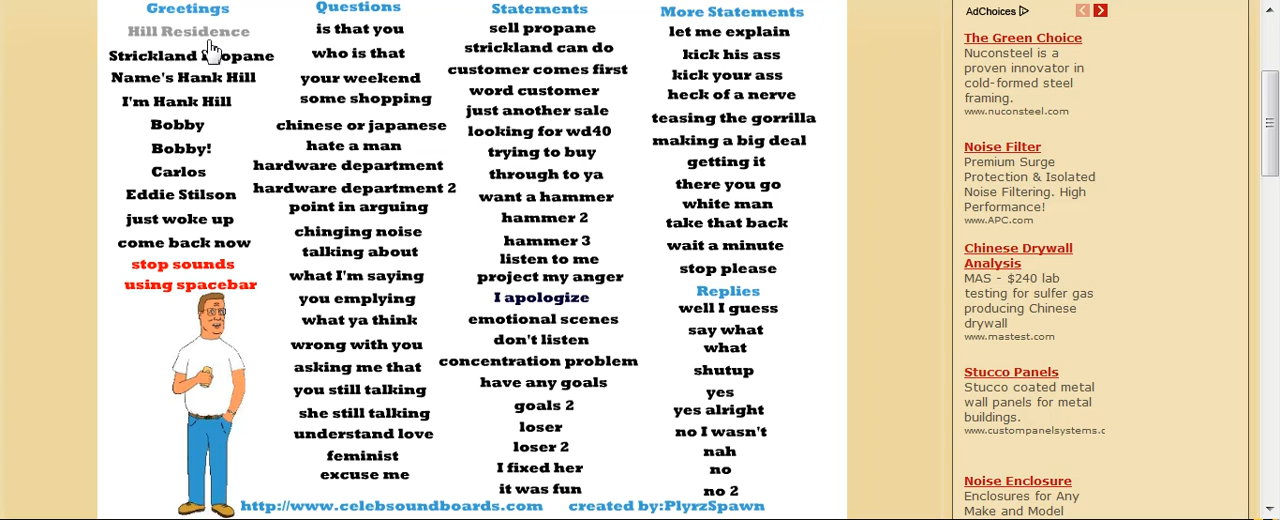 Greetings
Hill Residence
Strickland Propane
Name's Hank Hill
I'm Hank Hill
Bobby
Bobby!
Carlos
Eddie Stilson
just woke up
come back now
stop sounds
using spacebar
Questions
is that you
who is that
your weekend
some shopping
chinese or japanese
hate a man
hardware department
hardware department 2
point in arguing
chinging noise
talking about
what I'm saying
you emplying
what ya think
wrong with you
asking me that
you still talking
she still talking
understand love
feminist
excuse me
Statements
sell propane
strickland can do
customer comes first
word customer
just another sale
looking for wd40
trying to buy
through to ya
want a hammer
hammer 2
hammer 3
listen to me
project my anger
I apologize
emotional scenes
don't listen
concentration problem
have any goals
goals 2
loser
loser 2
I fixed her
it was fun
More Statements
let me explain
kick his ass
kick your ass
heck of a nerve
teasing the gorrilla
making a big deal
getting it
there you go
white man
take that back
wait a minute
stop please
Replies
well I guess
say what
what
shutup
yes
yes alright
no I wasn't
nah
no
no 2
http://www.celebsoundboards.com created by:PlyrzSpawn
AdChoices
The Green Choice
Nuconsteel is a
proven innovator in
cold-formed steel
framing.
www.nuconsteel.com
Noise Filter
Premium Surge
Protection & Isolated
Noise Filtering. High
Performance!
www.APC.com
Chinese Drywall
Analysis
MAS - $240 lab
testing for sulfer gas
producing Chinese
drywall
www.mastest.com
Stucco Panels
Stucco coated metal
wall panels for metal
buildings.
www.custompanelsystems.c
Noise Enclosure
Enclosures for Any
Make and Model